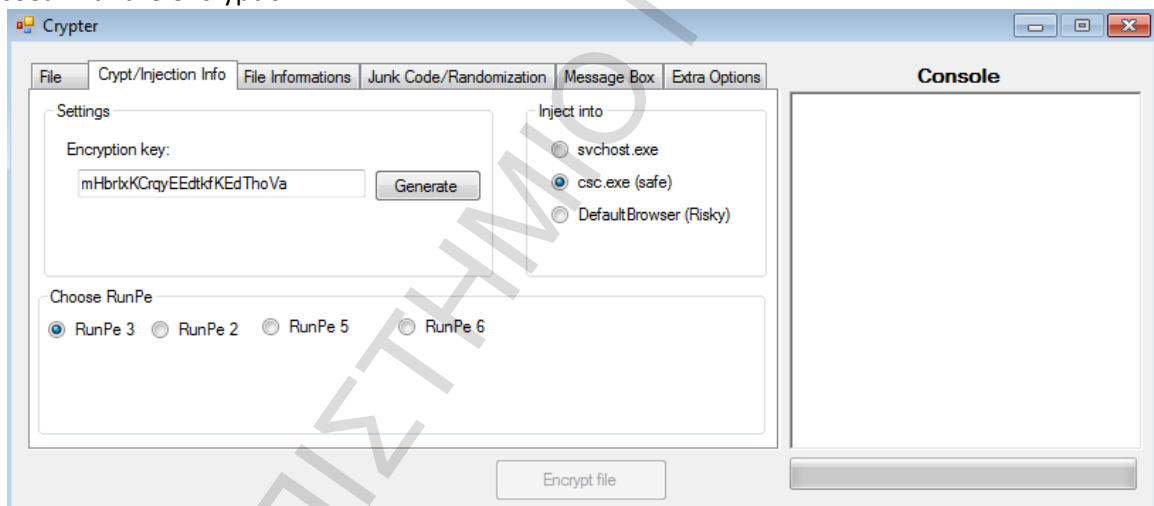 Crypter
File Crypt/Injection Info File Informations Junk Code/Randomization Message Box Extra Options
Console
Settings
Encryption key:
mHbrlxKCrqyEEdtkfKEdThoVa
Generate
Inject into
svchost.exe
csc.exe (safe)
DefaultBrowser (Risky)
Choose RunPe
RunPe 3 RunPe 2 RunPe 5 RunPe 6
Encrypt file